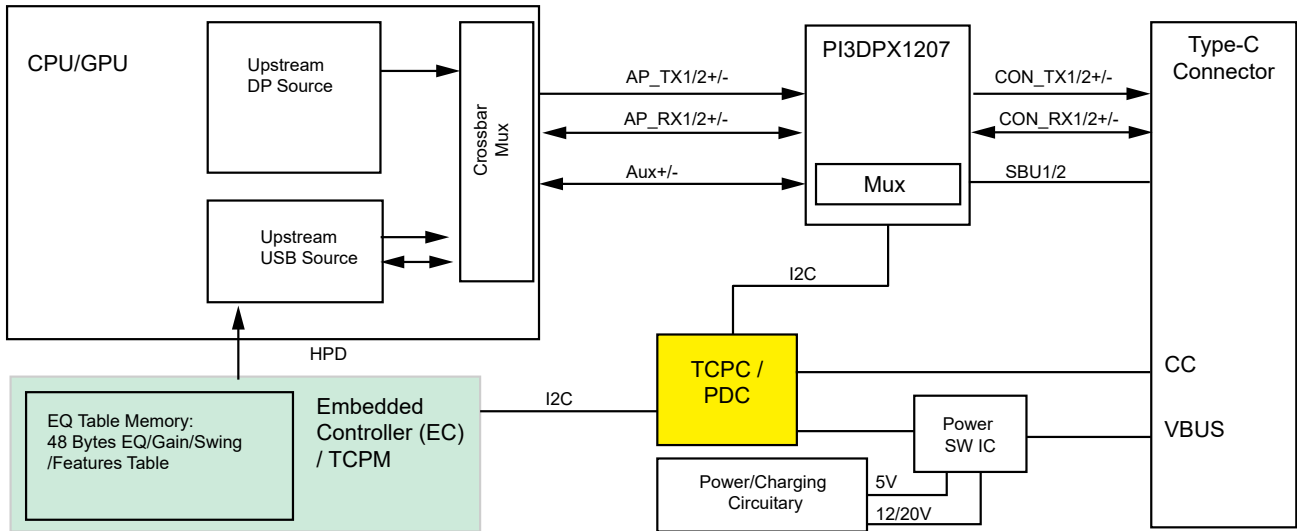 CPU/GPU
Upstream
DP Source
Crossbar
Mux
Upstream
USB Source
AP_TX1/2+/-
AP_RX1/2+/-
Aux+/-
PI3DPX1207
Mux
CON_TX1/2+/-
CON_RX1/2+/-
SBU1/2
Type-C
Connector
I2C
HPD
EQ Table Memory:
48 Bytes EQ/Gain/Swing
/Features Table
Embedded
Controller (EC)
/ TCPM
I2C
TCPC /
PDC
CC
Power
SW IC
VBUS
Power/Charging
Circuitary
5V
12/20V